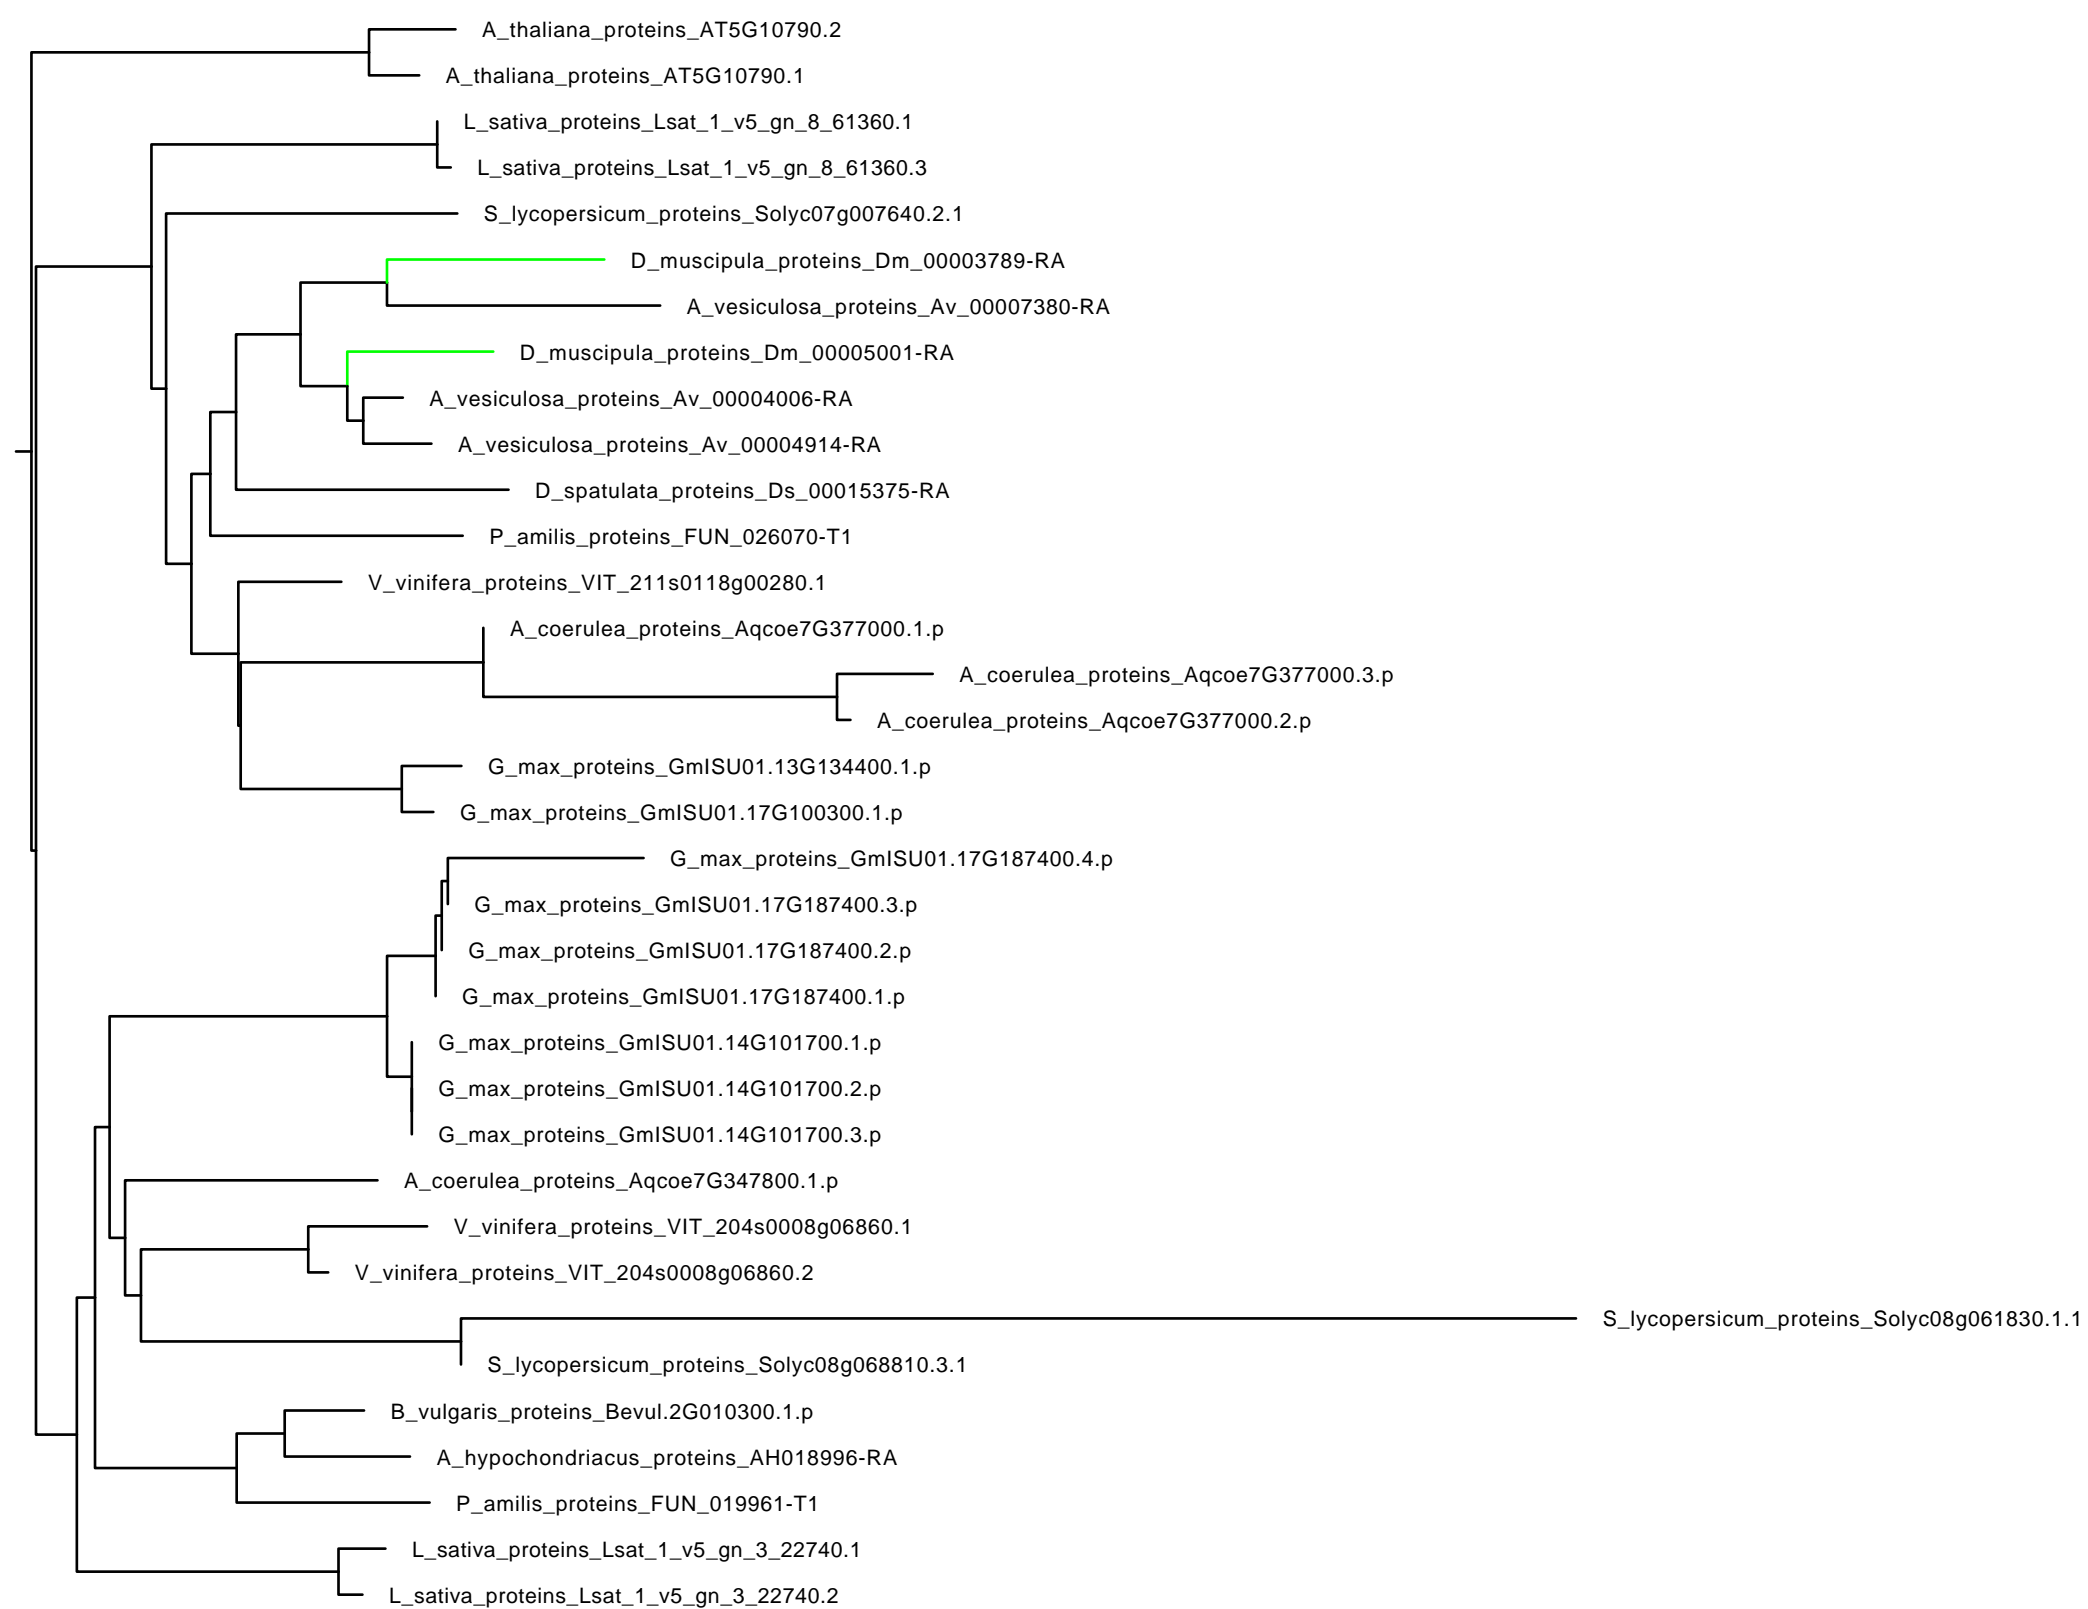 A_thaliana_proteins_AT5G10790.2
A_thaliana_proteins_AT5G10790.1
L_sativa_proteins_Lsat_1_v5_gn_8_61360.1
L_sativa_proteins_Lsat_1_v5_gn_8_61360.3
S_lycopersicum_proteins_Solyc07g007640.2.1
D_muscipula_proteins_Dm_00003789-RA
A_vesiculosa_proteins_Av_00007380-RA
D_muscipula_proteins_Dm_00005001-RA
A_vesiculosa_proteins_Av_00004006-RA
A_vesiculosa_proteins_Av_00004914-RA
D_spatulata_proteins_Ds_00015375-RA
P_amilis_proteins_FUN_026070-T1
V_vinifera_proteins_VIT_211s0118g00280.1
A_coerulea_proteins_Aqcoe7G377000.1.p
A_coerulea_proteins_Aqcoe7G377000.3.p
A_coerulea_proteins_Aqcoe7G377000.2.p
G_max_proteins_GmISU01.13G134400.1.p
G_max_proteins_GmISU01.17G100300.1.p
G_max_proteins_GmISU01.17G187400.4.p
G_max_proteins_GmISU01.17G187400.3.p
G_max_proteins_GmISU01.17G187400.2.p
G_max_proteins_GmISU01.17G187400.1.p
G_max_proteins_GmISU01.14G101700.1.p
G_max_proteins_GmISU01.14G101700.2.p
G_max_proteins_GmISU01.14G101700.3.p
A_coerulea_proteins_Aqcoe7G347800.1.p
V_vinifera_proteins_VIT_204s0008g06860.1
V_vinifera_proteins_VIT_204s0008g06860.2
S_lycopersicum_proteins_Solyc08g061830.1.1
S_lycopersicum_proteins_Solyc08g068810.3.1
B_vulgaris_proteins_Bevul.2G010300.1.p
A_hypochondriacus_proteins_AH018996-RA
P_amilis_proteins_FUN_019961-T1
L_sativa_proteins_Lsat_1_v5_gn_3_22740.1
L_sativa_proteins_Lsat_1_v5_gn_3_22740.2